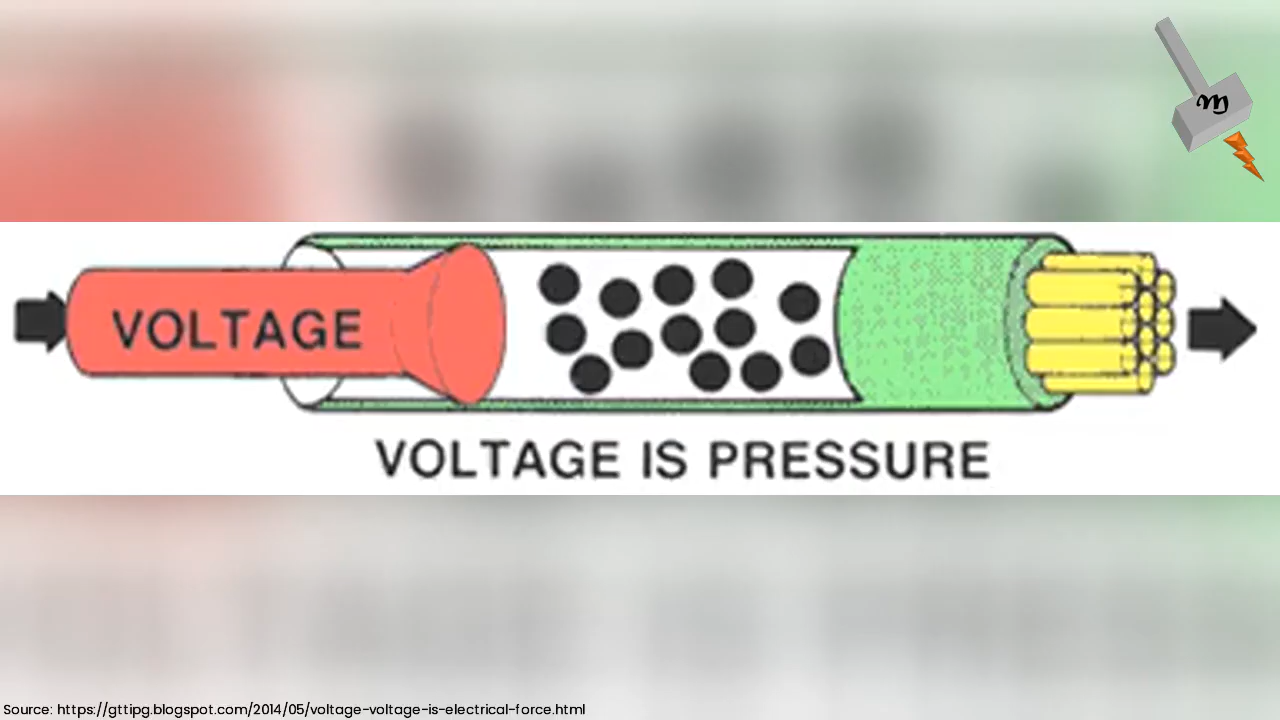 VOLTAGE
VOLTAGE IS PRESSURE
Source: https://gttipg.blogspot.com/2014/05/voltage-voltage-is-electrical-force.html